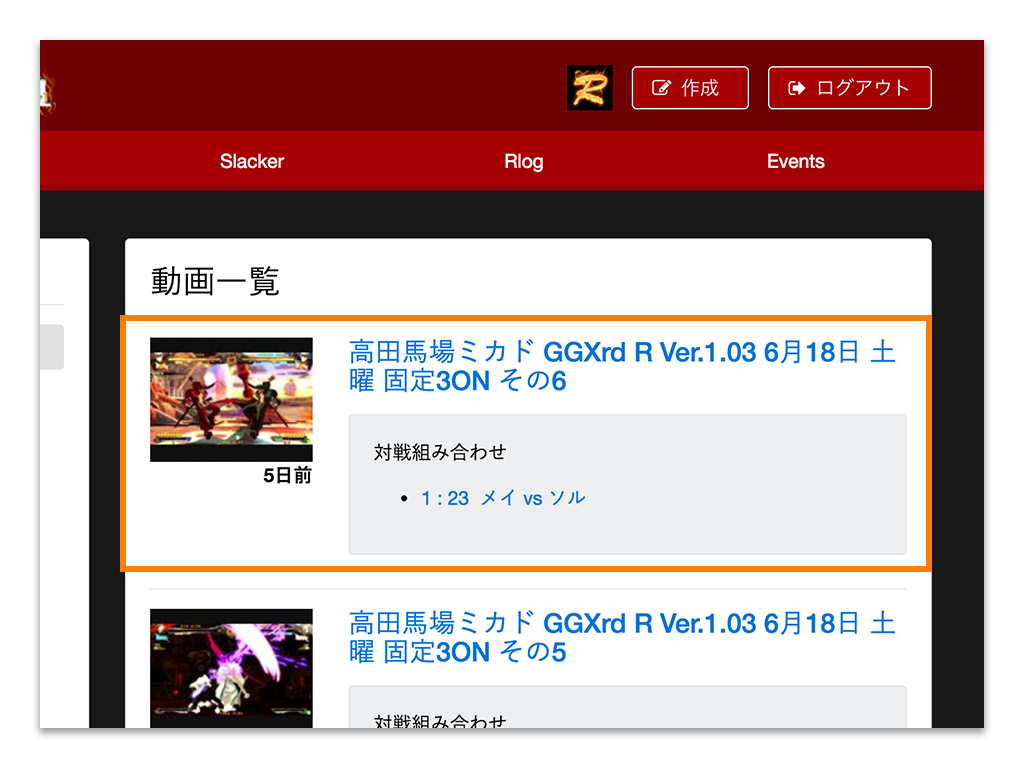 R
作成
ログアウト
Slacker
Rlog
Events
動画一覧
高田馬場ミカド GGXrd R Ver.1.03 6月18日 土
曜 固定3ON その6
5日前
対戦組み合わせ
• 1 : 23 メイ vs ソル
高田馬場ミカド GGXrd R Ver.1.03 6月18日 土
曜 固定3ON その5
対戦組み合わせ